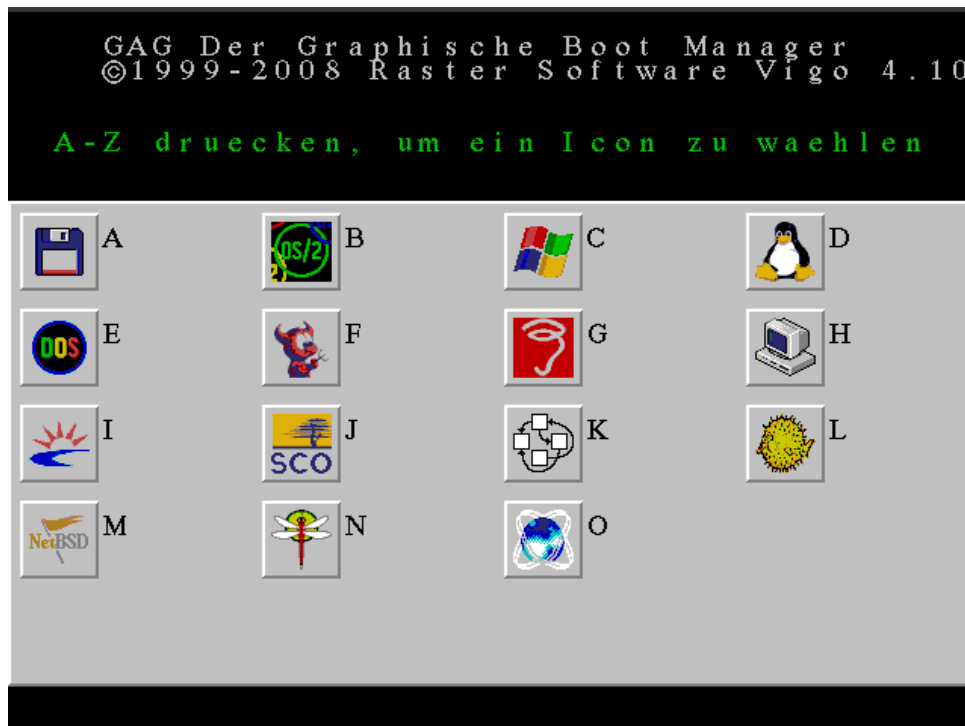 GAG Der Graphische Boot Manager
©1999-2008 Raster Software Vigo 4.10
A-Z druecken, um ein Icon zu waehlen
A
OS/2 B
C
D
DOS E
F
G
H
I
SCO J
K
L
NetBSD M
N
O